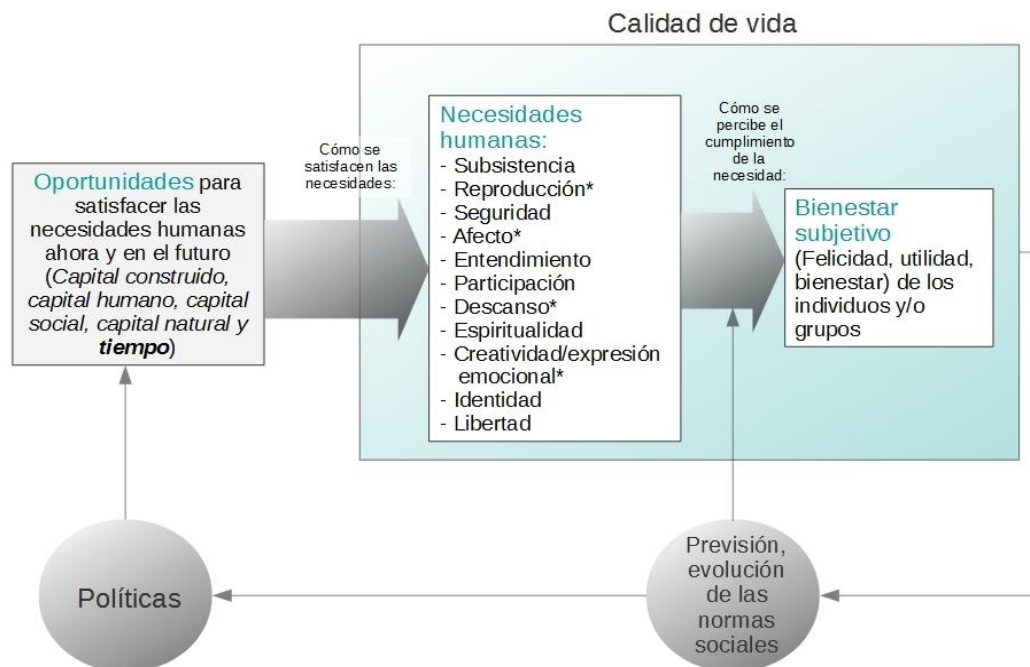 Calidad de vida
Oportunidades para
satisfacer las
necesidades humanas
ahora y en el futuro
(Capital construido,
capital humano, capital
social, capital natural y
tiempo)
Cómo se
satisfacen las
necesidades:
Necesidades
humanas:
- Subsistencia
- Reproducción*
- Seguridad
- Afecto*
- Entendimiento
- Participación
- Descanso*
- Espiritualidad
- Creatividad/expresión
emocional*
- Identidad
- Libertad
Cómo se
percibe el
cumplimiento
de la
necesidad:
Bienestar
subjetivo
(Felicidad, utilidad,
bienestar) de los
individuos y/o
grupos
Políticas
Previsión,
evolución
de las
normas
sociales